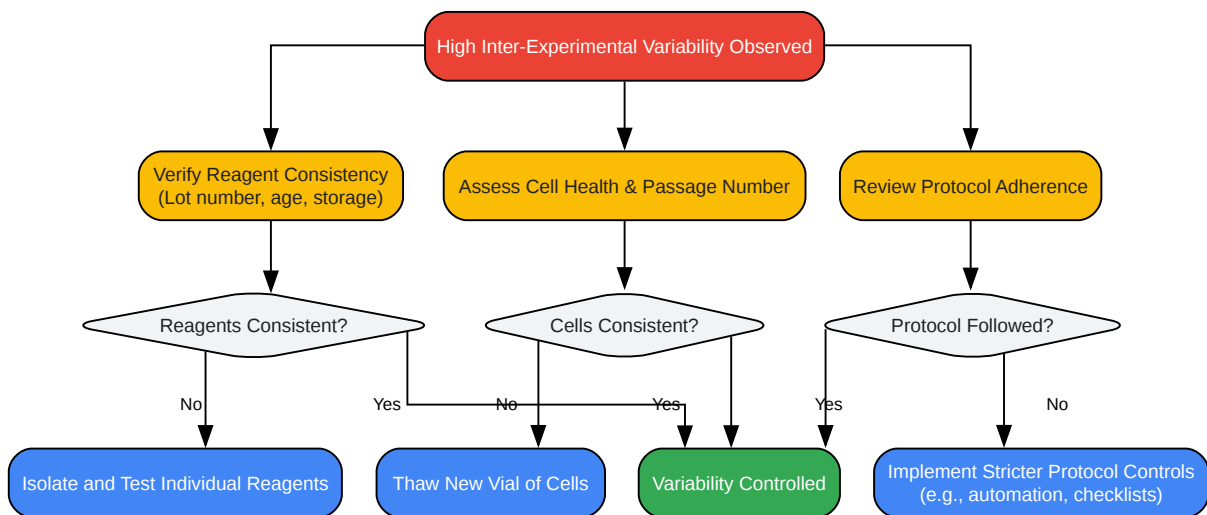 High Inter-Experimental Variability Observed
Verify Reagent Consistency
(Lot number, age, storage)
Assess Cell Health & Passage Number
Review Protocol Adherence
Reagents Consistent?
Cells Consistent?
Protocol Followed?
No
Yes
No
Yes
Yes
No
Isolate and Test Individual Reagents
Thaw New Vial of Cells
Variability Controlled
Implement Stricter Protocol Controls
(e.g., automation, checklists)